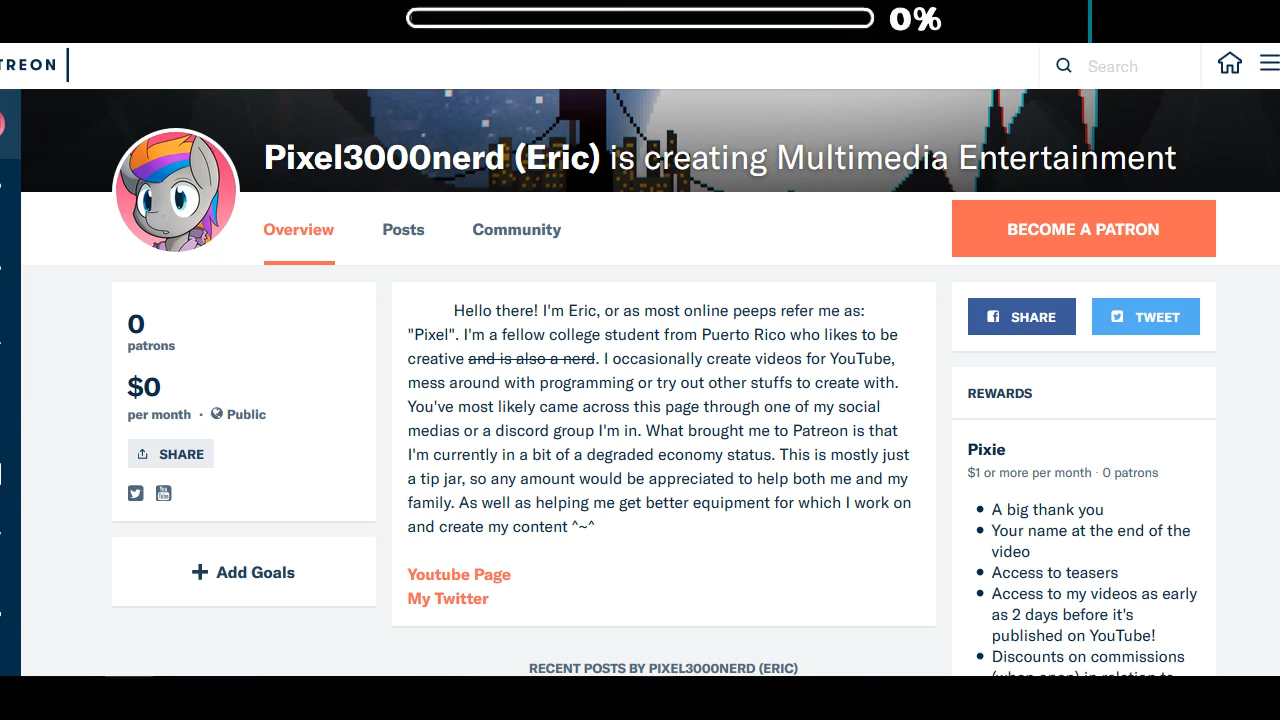 0%
TREON
Search
Pixel3000nerd (Eric) is creating Multimedia Entertainment
Overview
Posts
Community
BECOME A PATRON
0
patrons
$0
per month · Public
SHARE
Add Goals
Hello there! I'm Eric, or as most online peeps refer me as:
"Pixel". I'm a fellow college student from Puerto Rico who likes to be
creative and is also a nerd. I occasionally create videos for YouTube,
mess around with programming or try out other stuffs to create with.
You've most likely came across this page through one of my social
medias or a discord group I'm in. What brought me to Patreon is that
I'm currently in a bit of a degraded economy status. This is mostly just
a tip jar, so any amount would be appreciated to help both me and my
family. As well as helping me get better equipment for which I work on
and create my content ^~^
Youtube Page
My Twitter
RECENT POSTS BY PIXEL3000NERD (ERIC)
SHARE
TWEET
REWARDS
Pixie
$1 or more per month · 0 patrons
A big thank you
Your name at the end of the
video
Access to teasers
Access to my videos as early
as 2 days before it's
published on YouTube!
Discounts on commissions